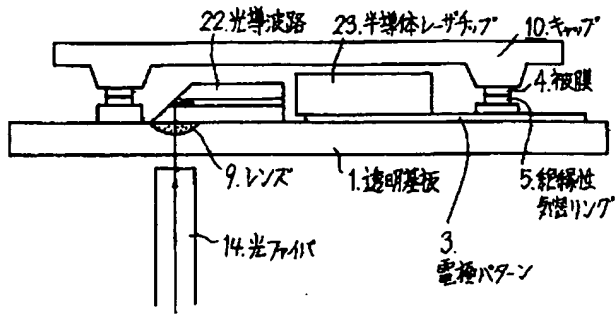 22.光導波路
23.半導体レーザチップ
10.キャップ
4.被膜
9.レンズ
1.透明基板
5.絶縁性
気密リング
14.光ファイバ
3.
電極パターン